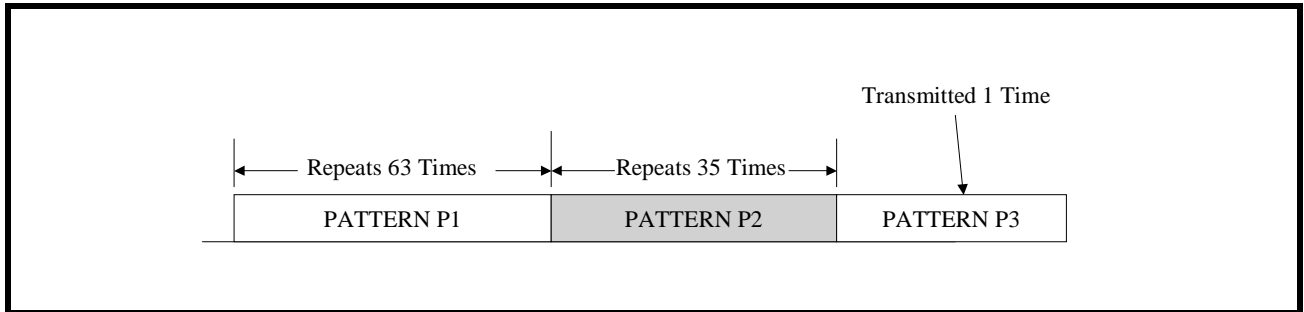 Transmitted 1 Time
Repeats 63 Times
Repeats 35 Times
PATTERN P1
PATTERN P2
PATTERN P3